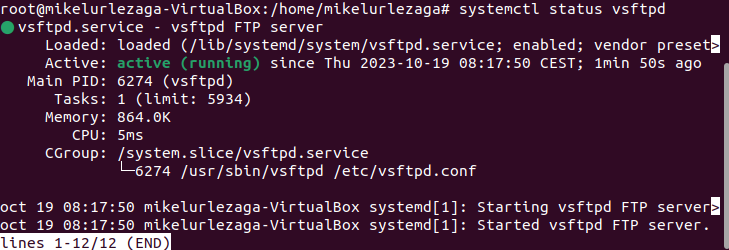 root@mikelurlezaga-VirtualBox:/home/mikelurlezaga# systemctl status vsftpd
● vsftpd.service - vsftpd FTP server
     Loaded: loaded (/lib/systemd/system/vsftpd.service; enabled; vendor preset>
     Active: active (running) since Thu 2023-10-19 08:17:50 CEST; 1min 50s ago
   Main PID: 6274 (vsftpd)
      Tasks: 1 (limit: 5934)
     Memory: 864.0K
        CPU: 5ms
     CGroup: /system.slice/vsftpd.service
             └─6274 /usr/sbin/vsftpd /etc/vsftpd.conf

oct 19 08:17:50 mikelurlezaga-VirtualBox systemd[1]: Starting vsftpd FTP server>
oct 19 08:17:50 mikelurlezaga-VirtualBox systemd[1]: Started vsftpd FTP server.
lines 1-12/12 (END)